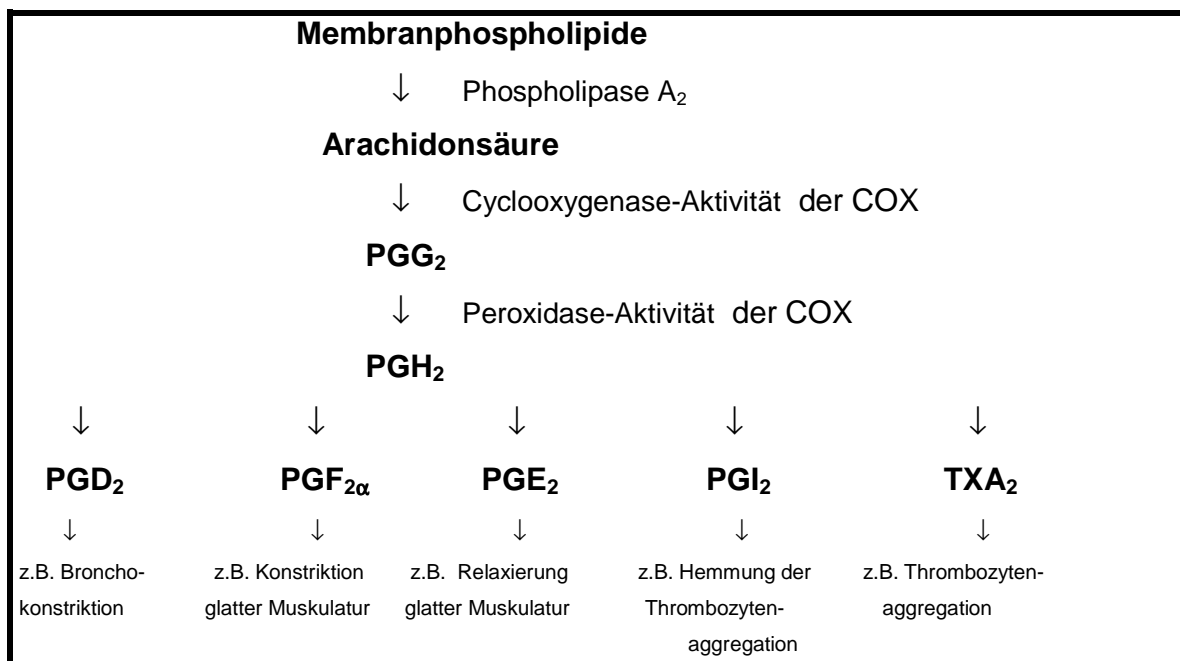 Membranphospholipide
↓ Phospholipase A₂
Arachidonsäure
↓ Cyclooxygenase-Aktivität der COX
PGG₂
↓ Peroxidase-Aktivität der COX
PGH₂
↓ ↓ ↓ ↓ ↓
PGD₂ PGF₂α PGE₂ PGI₂ TXA₂
↓ ↓ ↓ ↓ ↓
z.B. Broncho- z.B. Konstriktion z.B. Relaxierung z.B. Hemmung der z.B. Thrombozyten-
konstriktion glatter Muskulatur glatter Muskulatur Thrombozyten- aggregation
aggregation